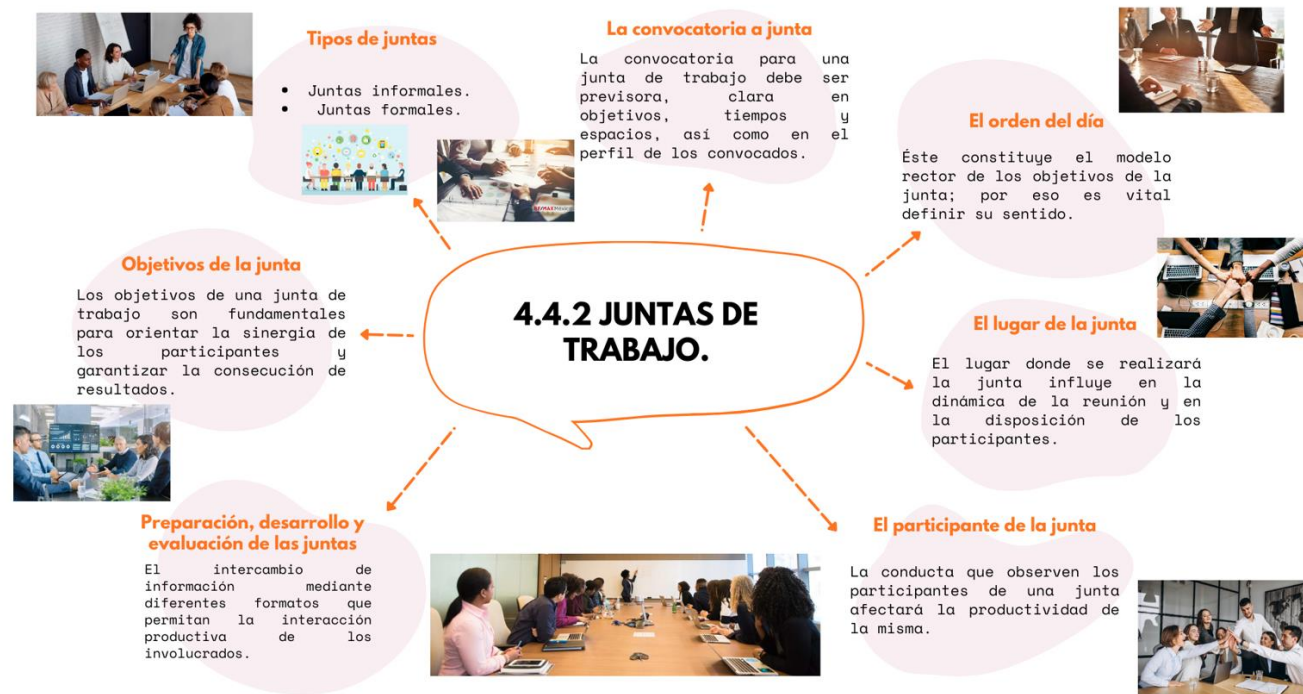 4.4.2 JUNTAS DE
TRABAJO.
Tipos de juntas
• Juntas informales.
• Juntas formales.
La convocatoria a junta
La convocatoria para una
junta de trabajo debe ser
previsora, clara en
objetivos, tiempos y
espacios, así como en el
perfil de los convocados.
El orden del día
Éste constituye el modelo
rector de los objetivos de la
junta; por eso es vital
definir su sentido.
El lugar de la junta
El lugar donde se realizará
la junta influye en la
dinámica de la reunión y en
la disposición de los
participantes.
El participante de la junta
La conducta que observen los
participantes de una junta
afectará la productividad de
la misma.
Preparación, desarrollo y
evaluación de las juntas
El intercambio de
información mediante
diferentes formatos que
permitan la interacción
productiva de los
involucrados.
Objetivos de la junta
Los objetivos de una junta de
trabajo son fundamentales
para orientar la sinergia de
los participantes y
garantizar la consecución de
resultados.